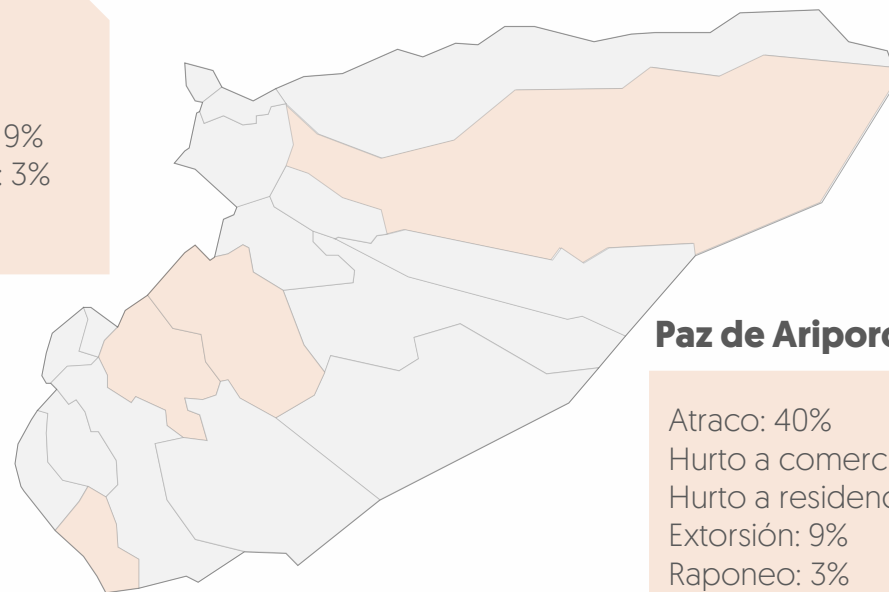 9%
: 3%
Paz de Ariporo
Atraco: 40%
Hurto a comerc
Hurto a residenc
Extorsión: 9%
Raponeo: 3%